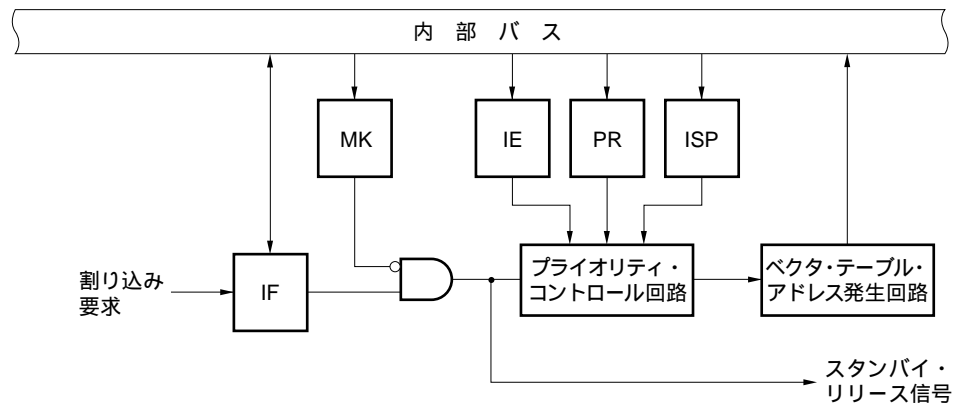 内 部 バ ス
MK
IE
PR
ISP
割り込み
要求
IF
プライオリティ・
コントロール回路
ベクタ・テーブル・
アドレス発生回路
スタンバイ・
リリース信号